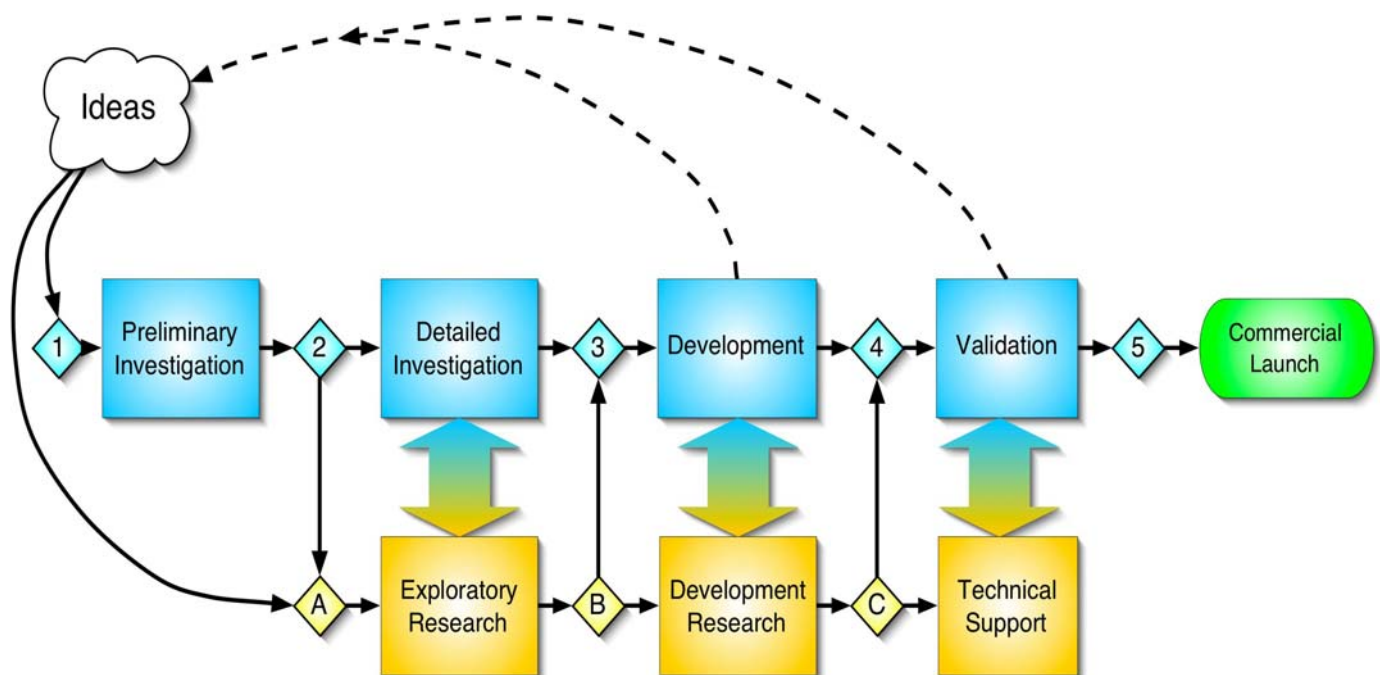 Ideas
1
Preliminary
Investigation
2
Detailed
Investigation
3
Development
4
Validation
5
Commercial
Launch
A
Exploratory
Research
B
Development
Research
C
Technical
Support